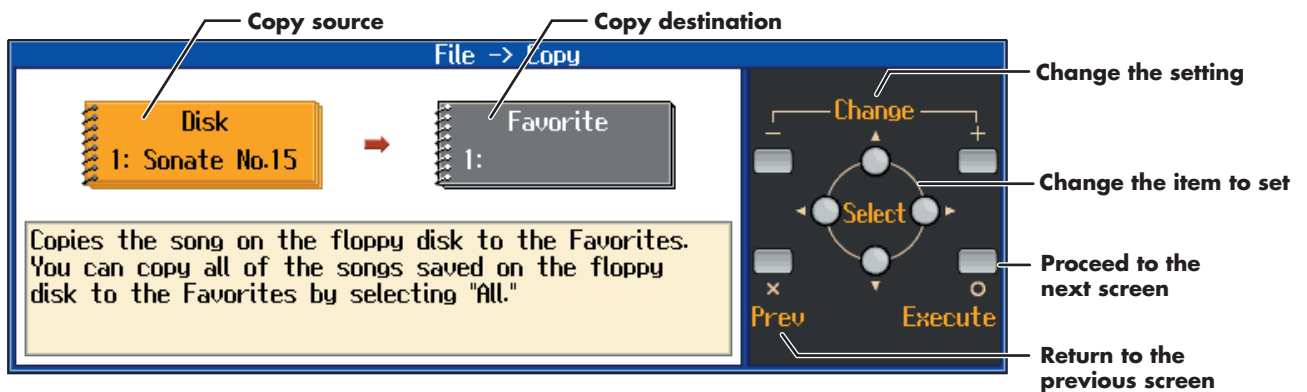 Copy source
Copy destination
File -> Copy
Disk
1: Sonate No.15
Favorite
1:
Copies the song on the floppy disk to the Favorites.
You can copy all of the songs saved on the floppy
disk to the Favorites by selecting "All."
Change
- +
Select
× ○
Prev Execute
Change the setting
Change the item to set
Proceed to the
next screen
Return to the
previous screen